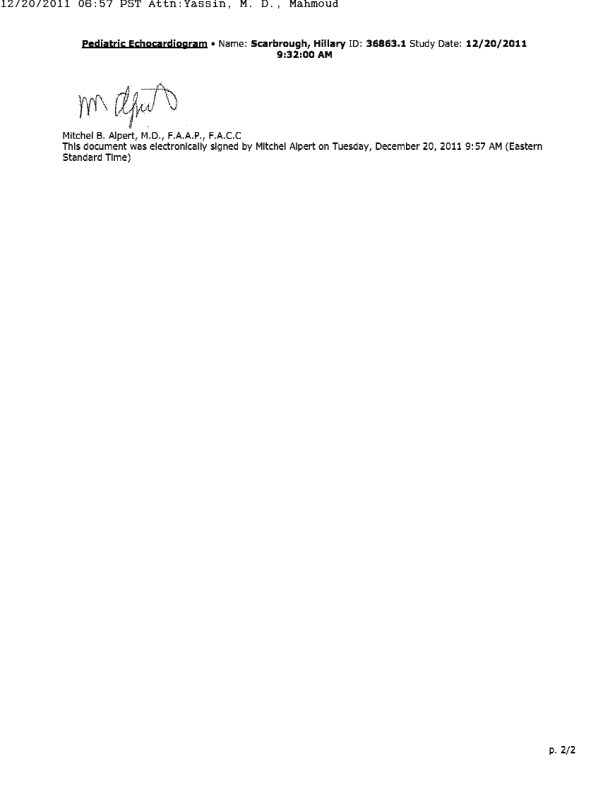 12/20/2011 06:57 PST Attn:Yassin, M. D., Mahmoud
Pediatric Echocardiogram • Name: Scarbrough, Hillary ID: 36863.1 Study Date: 12/20/2011
9:32:00 AM
M Alpert
Mitchel B. Alpert, M.D., F.A.A.P., F.A.C.C
This document was electronically signed by Mitchel Alpert on Tuesday, December 20, 2011 9:57 AM (Eastern
Standard Time)
p. 2/2